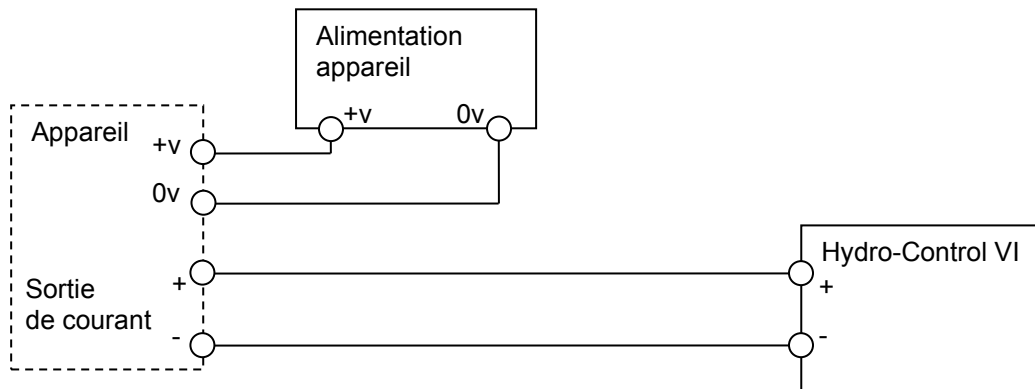 Alimentation
appareil
+v
0v
Appareil
+v
0v
Sortie
de courant
+
-
Hydro-Control VI
+
-